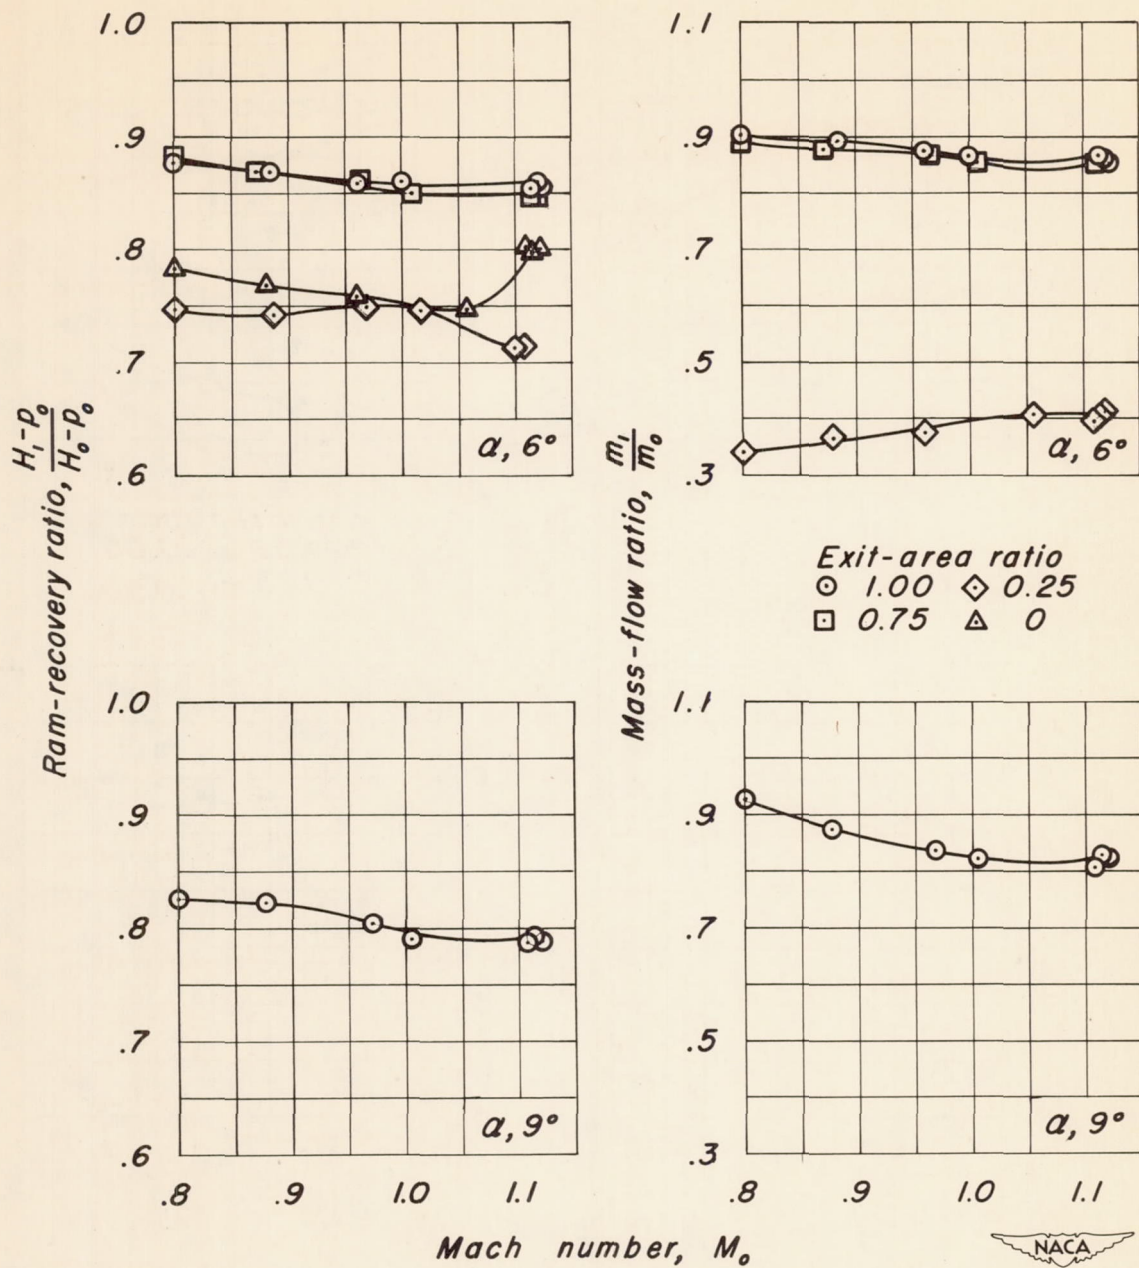 1.0
.9
.8
.7
.6
α, 6°
Ram-recovery ratio, H₁-p₀/H₀-p₀
1.1
.9
.7
.5
.3
α, 6°
Mass-flow ratio, m₁/m₀
Exit-area ratio
⊙ 1.00 ◇ 0.25
⊡ 0.75 △ 0
1.0
.9
.8
.7
.6
α, 9°
.8 .9 1.0 1.1
1.1
.9
.7
.5
.3
α, 9°
.8 .9 1.0 1.1
Mach number, M₀
NACA